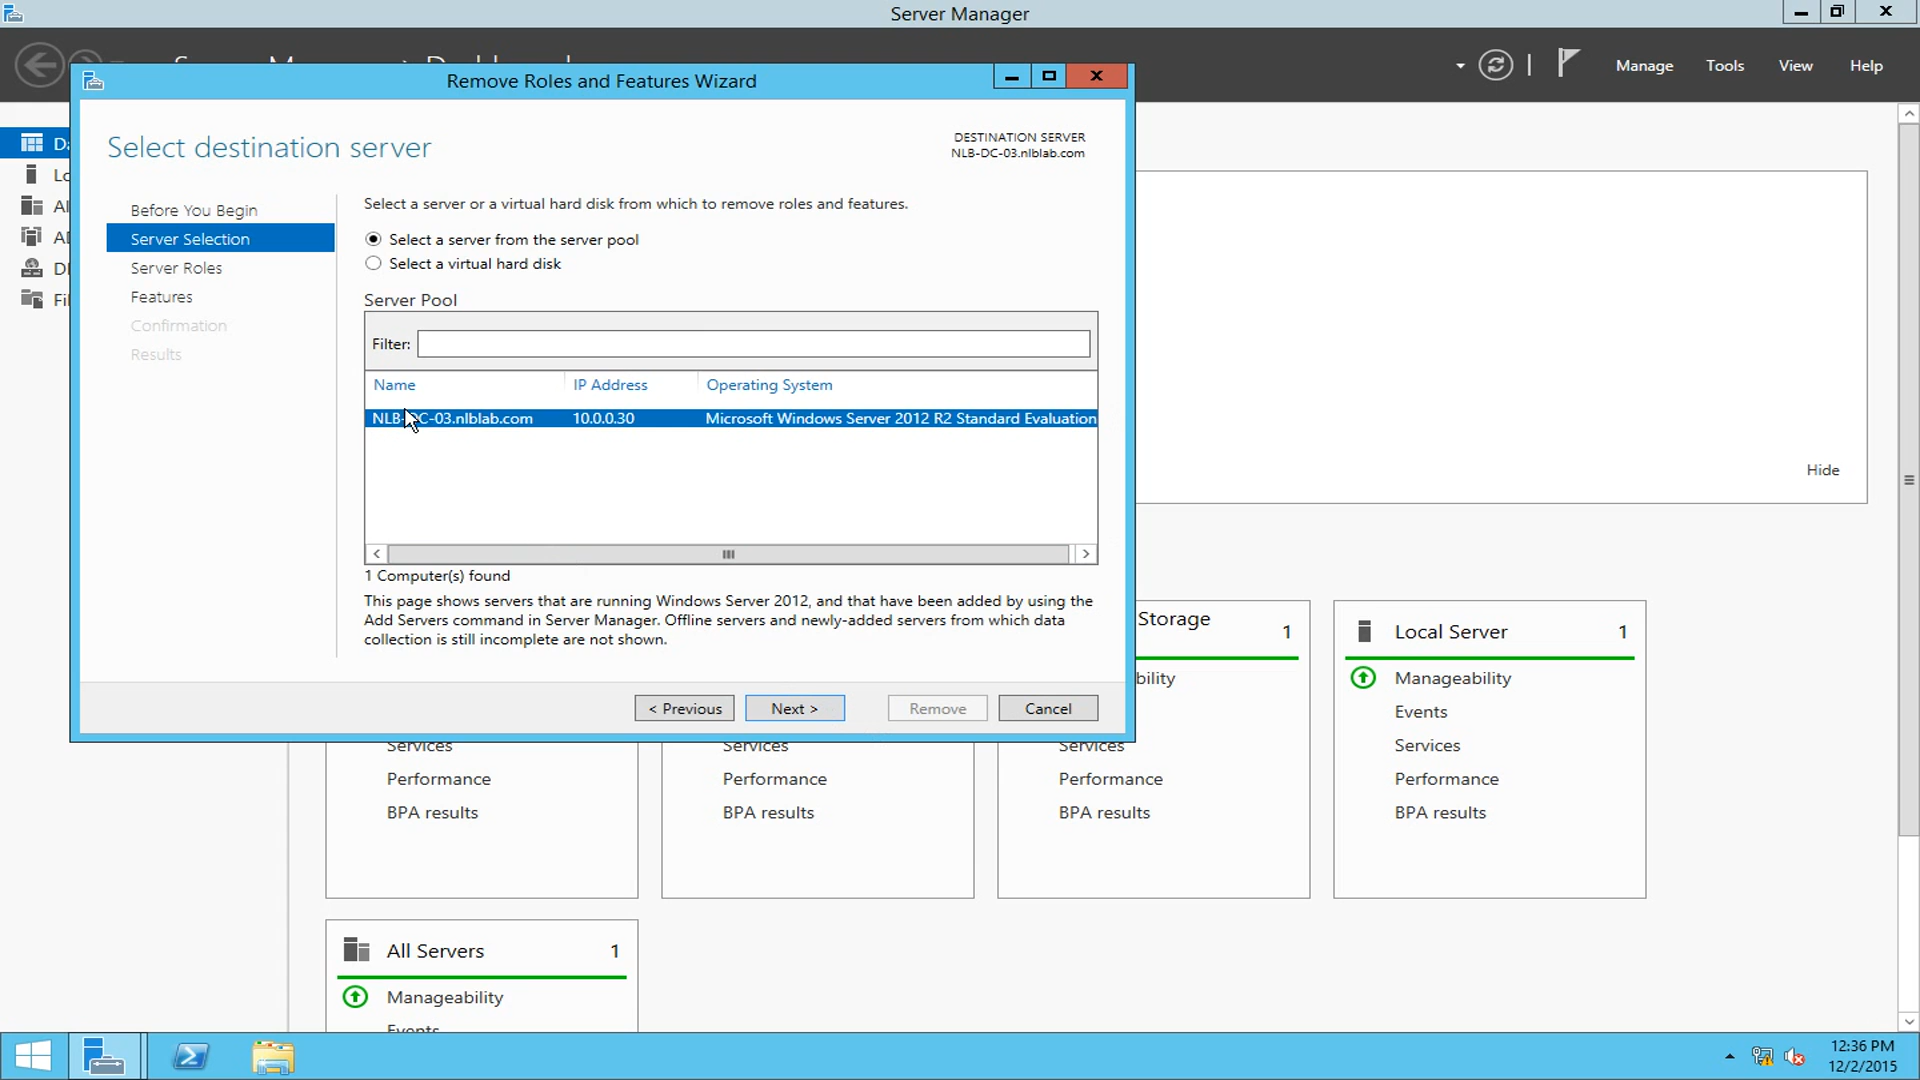 Server Manager
Manage
Tools
View
Help
Remove Roles and Features Wizard
Select destination server
DESTINATION SERVER
NLB-DC-03.nlblab.com
Before You Begin
Server Selection
Server Roles
Features
Confirmation
Results
Select a server or a virtual hard disk from which to remove roles and features.
Select a server from the server pool
Select a virtual hard disk
Server Pool
Filter:
Name IP Address Operating System
NLB-DC-03.nlblab.com 10.0.0.30 Microsoft Windows Server 2012 R2 Standard Evaluation
1 Computer(s) found
This page shows servers that are running Windows Server 2012, and that have been added by using the
Add Servers command in Server Manager. Offline servers and newly-added servers from which data
collection is still incomplete are not shown.
< Previous
Next >
Remove
Cancel
Hide
Services
Performance
BPA results
Services
Performance
BPA results
Storage 1
Services
Performance
BPA results
Local Server 1
Manageability
Events
Services
Performance
BPA results
All Servers 1
Manageability
Events
12:36 PM
12/2/2015